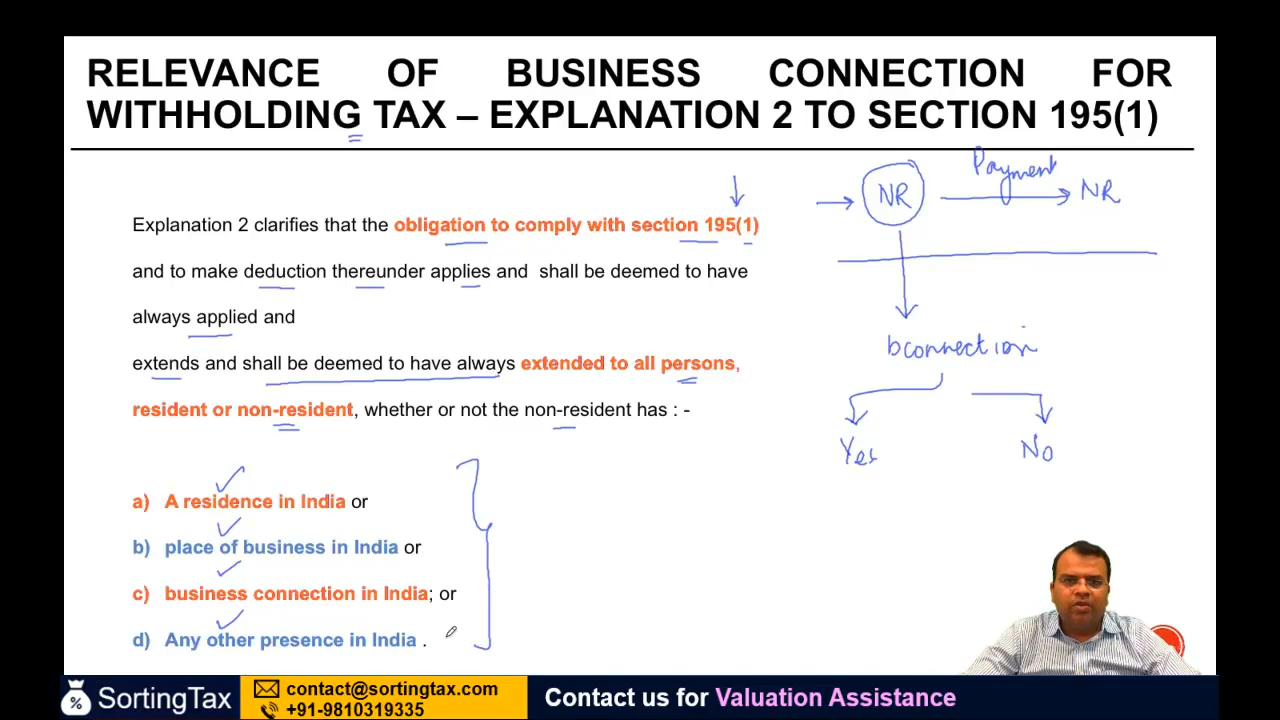 RELEVANCE OF BUSINESS CONNECTION FOR
WITHHOLDING TAX – EXPLANATION 2 TO SECTION 195(1)
Explanation 2 clarifies that the obligation to comply with section 195(1)
and to make deduction thereunder applies and shall be deemed to have
always applied and
extends and shall be deemed to have always extended to all persons,
resident or non-resident, whether or not the non-resident has : -
a) A residence in India or
b) place of business in India or
c) business connection in India; or
d) Any other presence in India .
NR Payment NR
bconnection
Yes No
SortingTax
contact@sortingtax.com
+91-9810319335
Contact us for Valuation Assistance